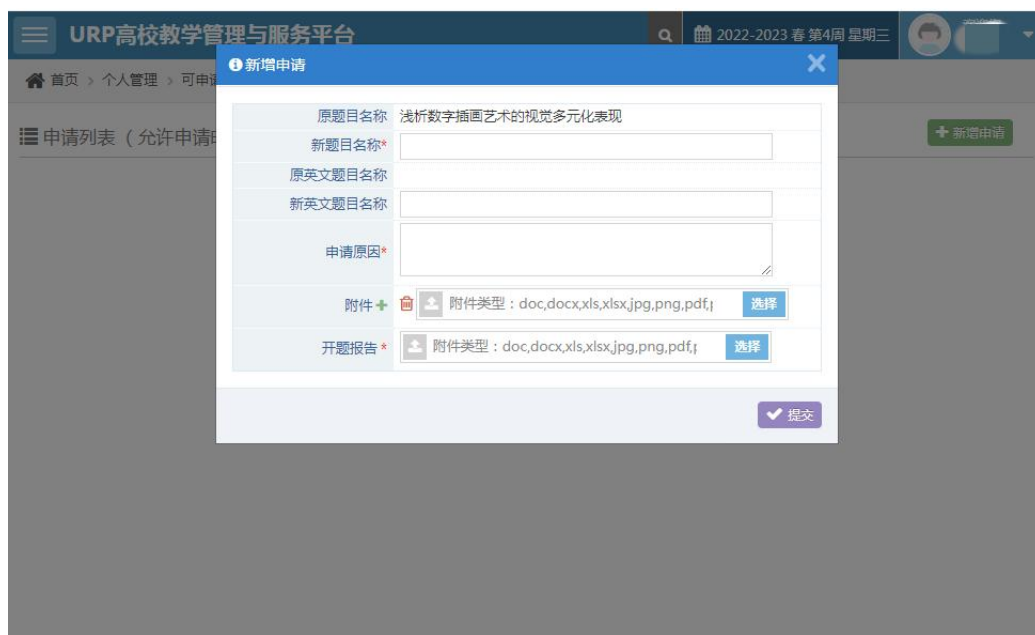 URP高校教学管理与服务平台
2022-2023 春 第4周 星期三
首页 > 个人管理 > 可申
新增申请
申请列表（允许申请
新增申请
原题目名称 浅析数字插画艺术的视觉多元化表现
新题目名称*
原英文题目名称
新英文题目名称
申请原因*
附件 附件类型：doc,docx,xls,xlsx,jpg,png,pdf, 选择
开题报告* 附件类型：doc,docx,xls,xlsx,jpg,png,pdf, 选择
提交